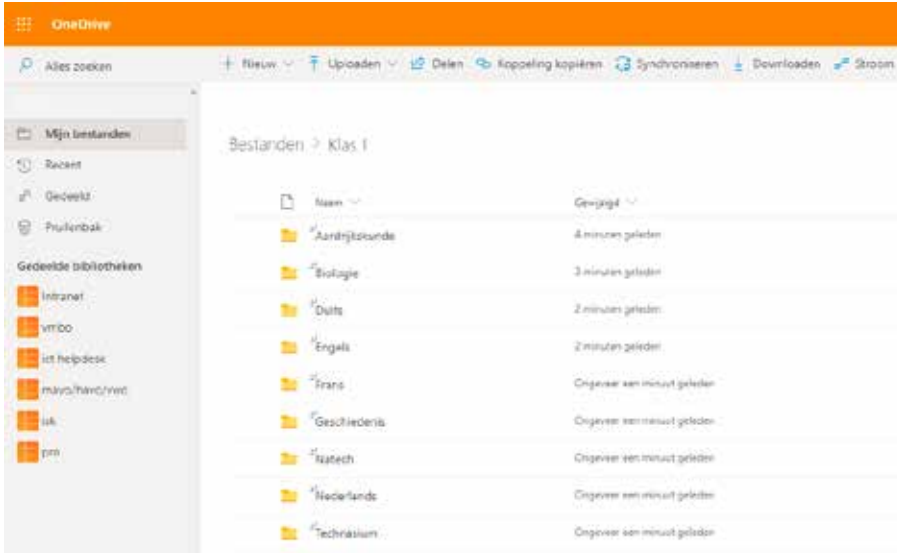 OneDrive
Alles zoeken
Nieuw Uploaden Delen Koppeling kopiëren Synchroniseren Downloaden Stroom
Mijn bestanden
Recent
Gedeeld
Prullenbak
Gedeelde bibliotheken
Intranet
vmbo
ict helpdesk
mavo/havo/vwo
isk
pro
Bestanden > Klas 1
Naam Gewijzigd
Aardrijkskunde 4 minuten geleden
Biologie 3 minuten geleden
Duits 2 minuten geleden
Engels 2 minuten geleden
Frans Ongeveer een minuut geleden
Geschiedenis Ongeveer een minuut geleden
Natech Ongeveer een minuut geleden
Nederlands Ongeveer een minuut geleden
Technasium Ongeveer een minuut geleden